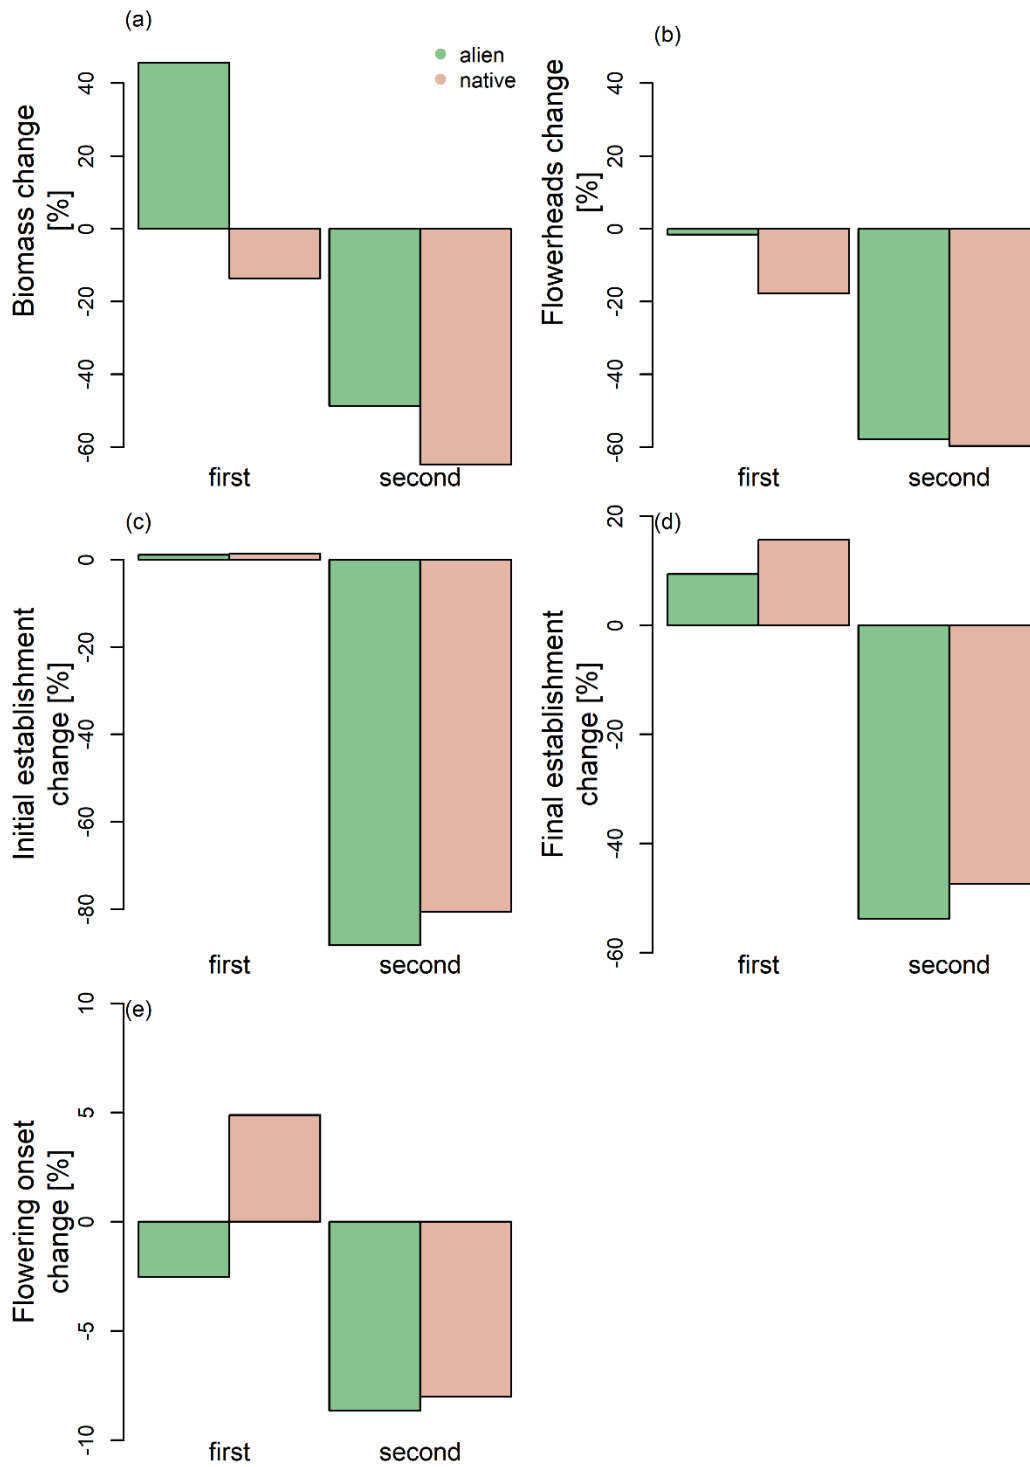 (a)
alien
native
Biomass change
[%]
40
20
0
-20
-40
-60
first
second
(b)
Flowerheads change
[%]
40
20
0
-20
-40
-60
first
second
(c)
Initial establishment
change [%]
0
-20
-40
-60
-80
first
second
(d)
Final establishment
change [%]
20
0
-20
-40
-60
first
second
(e)
Flowering onset
change [%]
10
5
0
-5
-10
first
second